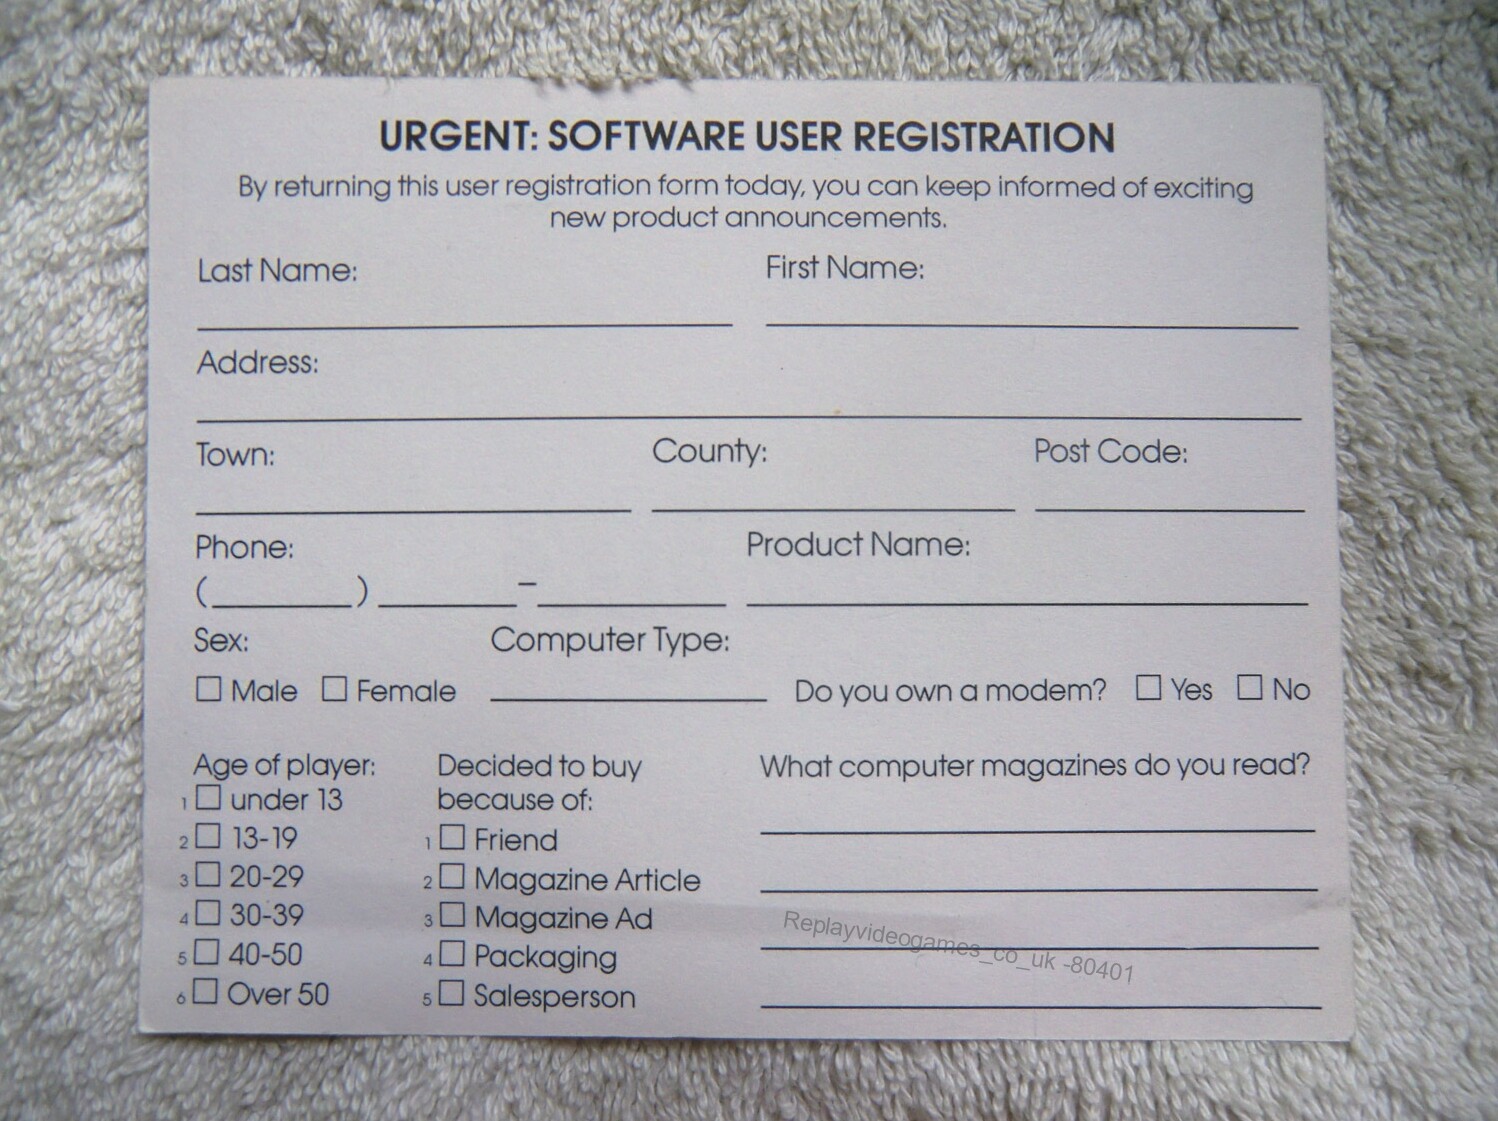 URGENT: SOFTWARE USER REGISTRATION
By returning this user registration form today, you can keep informed of exciting
new product announcements.
Last Name: First Name:
Address:
Town: County: Post Code:
Phone: Product Name:
( ) –
Sex: Computer Type:
Male Female Do you own a modem? Yes No
Age of player:
1 under 13
2 13-19
3 20-29
4 30-39
5 40-50
6 Over 50
Decided to buy
because of:
1 Friend
2 Magazine Article
3 Magazine Ad
4 Packaging
5 Salesperson
What computer magazines do you read?
Replayvideogames_co_uk -80401